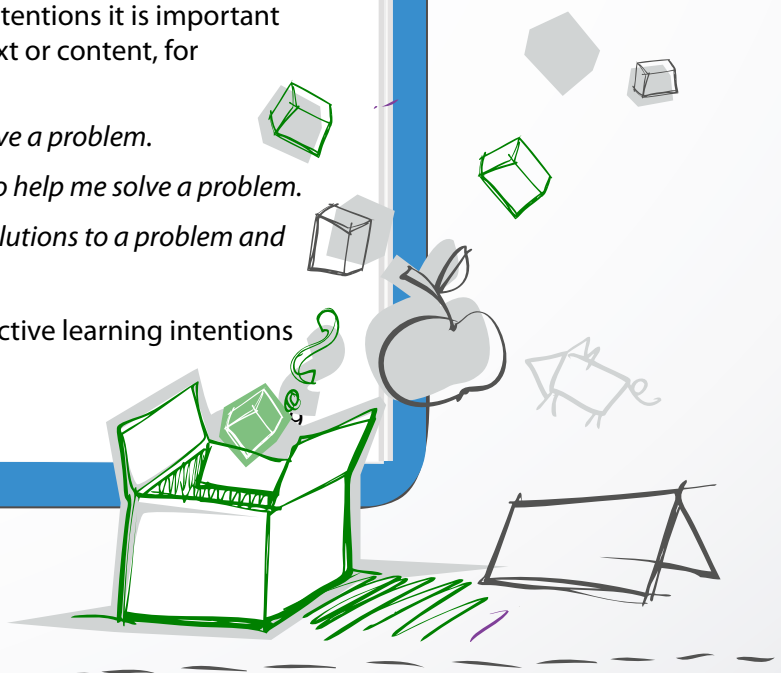 tentions it is important
xt or content, for
ve a problem.
o help me solve a problem.
lutions to a problem and
ctive learning intentions